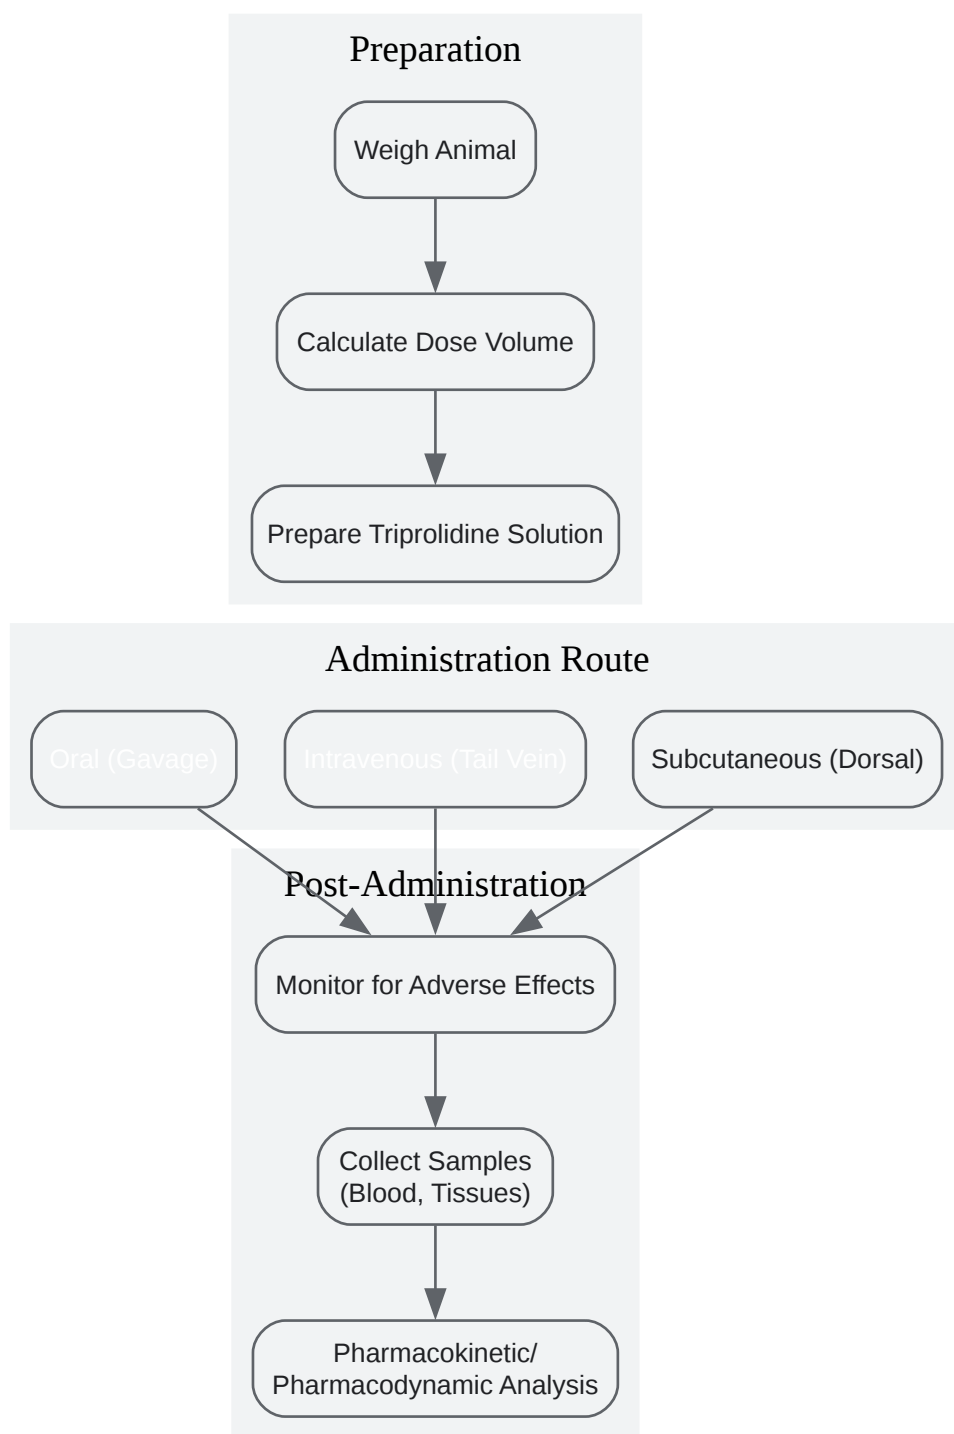 Preparation
Weigh Animal
Calculate Dose Volume
Prepare Triprolidine Solution
Administration Route
Oral (Gavage)
Intravenous (Tail Vein)
Subcutaneous (Dorsal)
Post-Administration
Monitor for Adverse Effects
Collect Samples
(Blood, Tissues)
Pharmacokinetic/
Pharmacodynamic Analysis